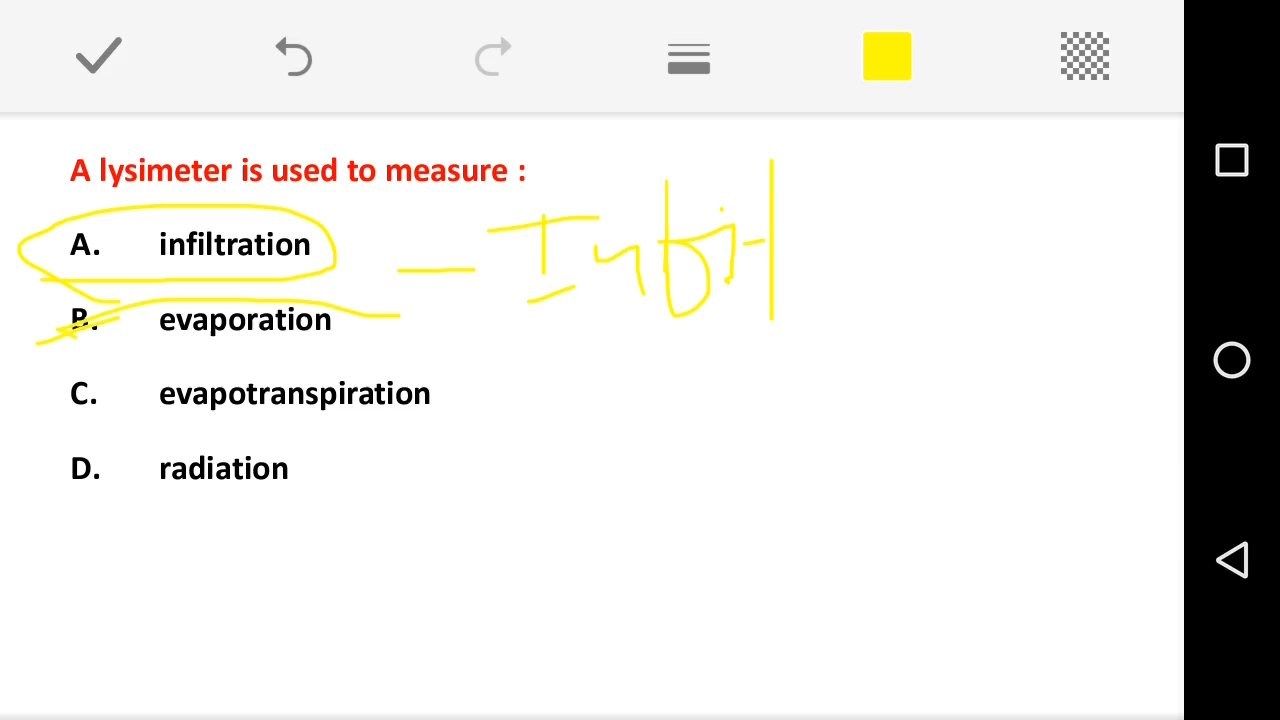 A lysimeter is used to measure :
A. infiltration
B. evaporation
C. evapotranspiration
D. radiation